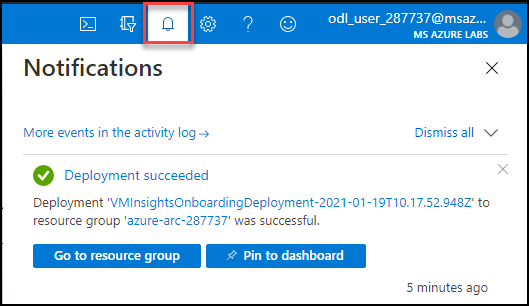 odl_user_287737@msaz...
MS AZURE LABS
Notifications
More events in the activity log→
Dismiss all
Deployment succeeded
Deployment 'VMInsightsOnboardingDeployment-2021-01-19T10.17.52.948Z' to
resource group 'azure-arc-287737' was successful.
Go to resource group
Pin to dashboard
5 minutes ago